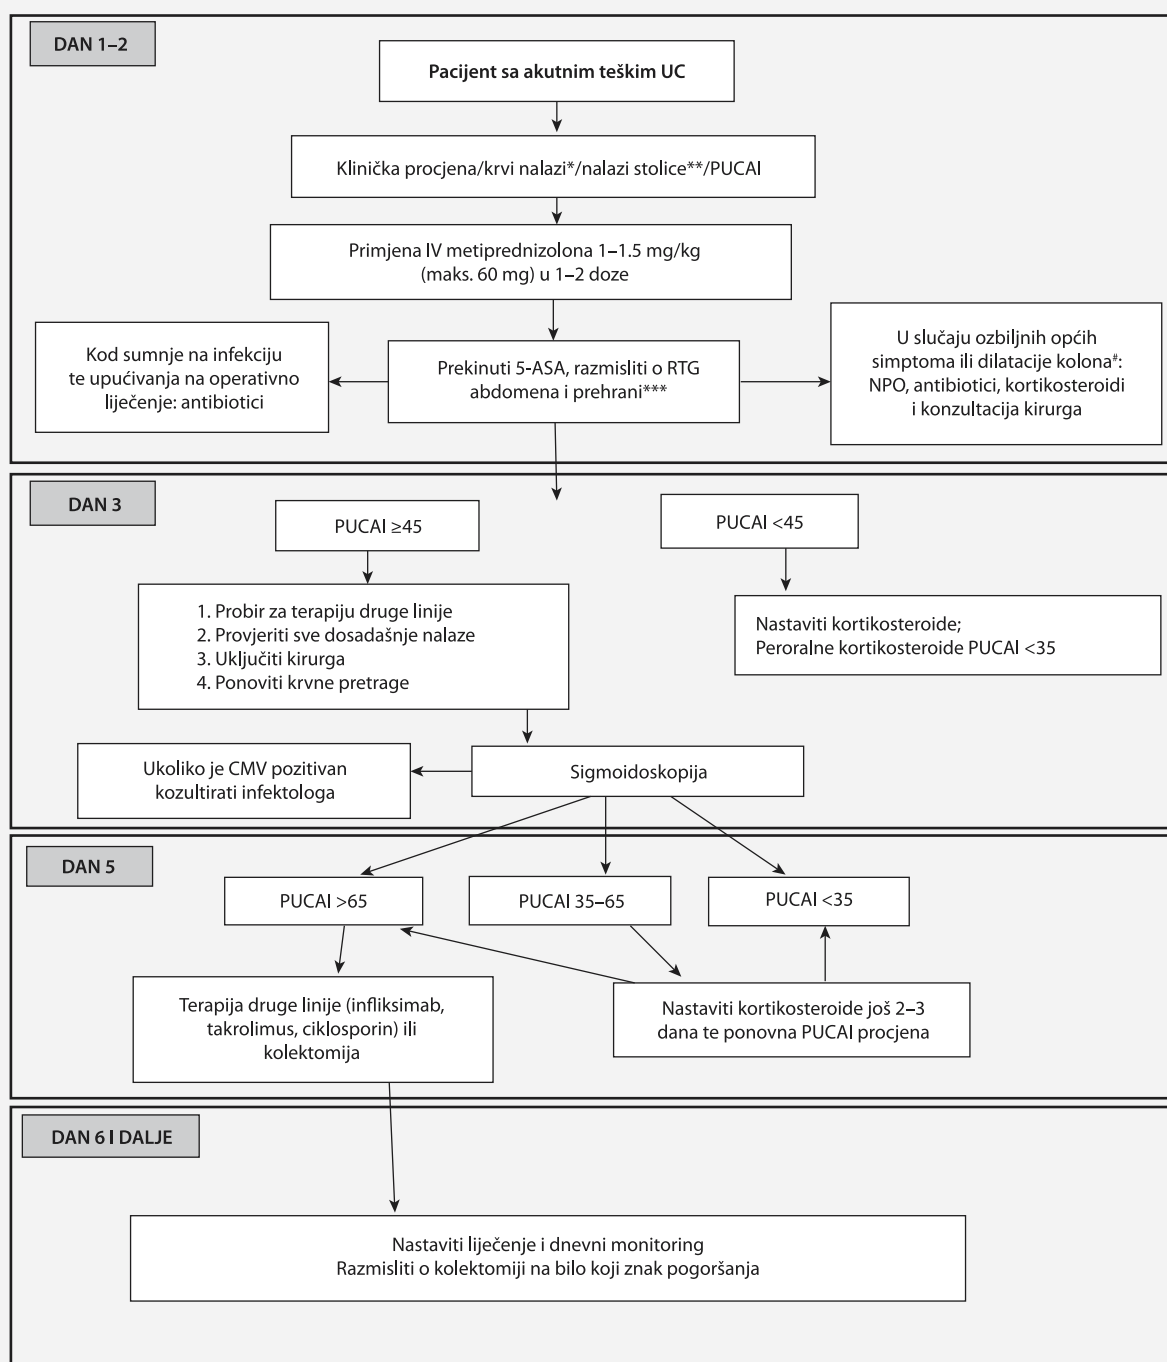 DAN 1–2
Pacijent sa akutnim teškim UC
Klinička procjena/krvi nalazi*/nalazi stolice**/PUCAI
Primjena IV metiprednizolona 1–1.5 mg/kg
(maks. 60 mg) u 1–2 doze
Kod sumnje na infekciju
te upućivanja na operativno
liječenje: antibiotici
Prekinuti 5-ASA, razmisliti o RTG
abdomena i prehrani***
U slučaju ozbiljnih općih
simptoma ili dilatacije kolona#:
NPO, antibiotici, kortikosteroidi
i konzultacija kirurga
DAN 3
PUCAI ≥45
PUCAI <45
1. Probir za terapiju druge linije
2. Provjeriti sve dosadašnje nalaze
3. Uključiti kirurga
4. Ponoviti krvne pretrage
Nastaviti kortikosteroide;
Peroralne kortikosteroide PUCAI <35
Ukoliko je CMV pozitivan
kozultirati infektologa
Sigmoidoskopija
DAN 5
PUCAI >65
PUCAI 35–65
PUCAI <35
Terapija druge linije (infliksimab,
takrolimus, ciklosporin) ili
kolektomija
Nastaviti kortikosteroide još 2–3
dana te ponovna PUCAI procjena
DAN 6 I DALJE
Nastaviti liječenje i dnevni monitoring
Razmisliti o kolektomiji na bilo koji znak pogoršanja